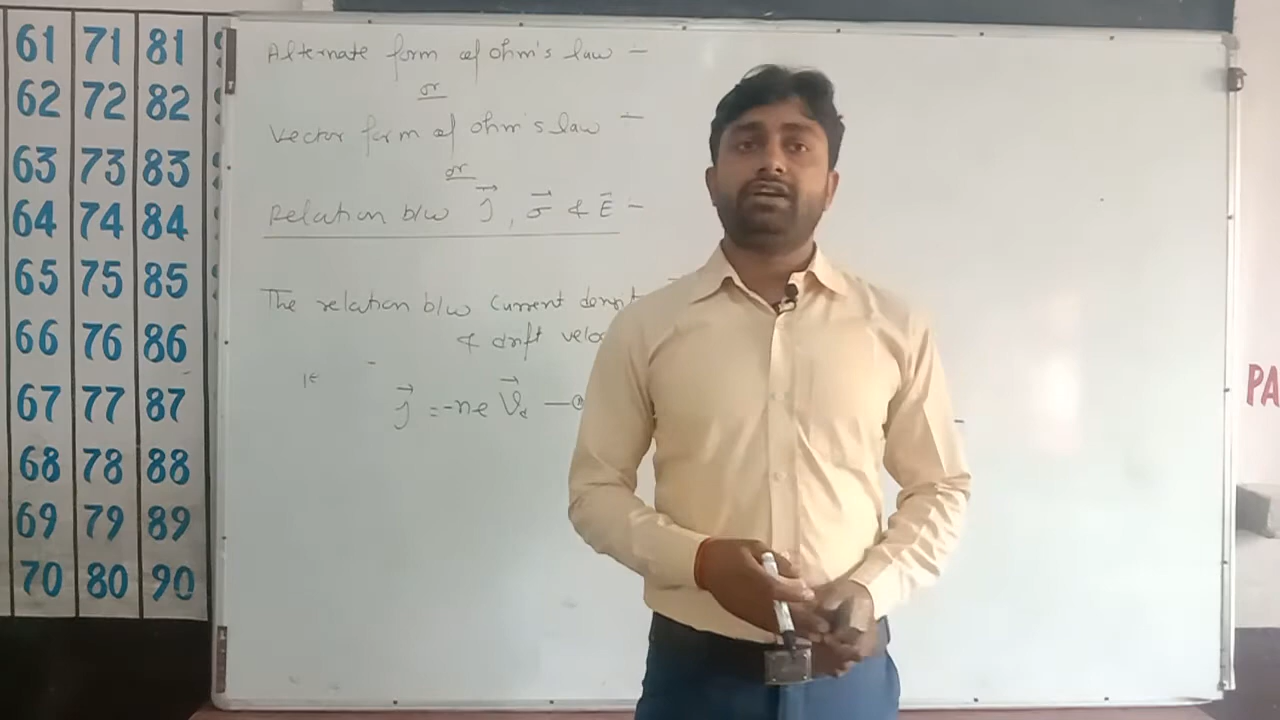 61 71 81
62 72 82
63 73 83
64 74 84
65 75 85
66 76 86
67 77 87
68 78 88
69 79 89
70 80 90
Alternate form of ohm's law -
or
Vector form of ohm's law -
or
Relation b/w J⃗, σ⃗ & E⃗ -
The relation b/w current
& drift
J⃗ = -ne V⃗d —
PA